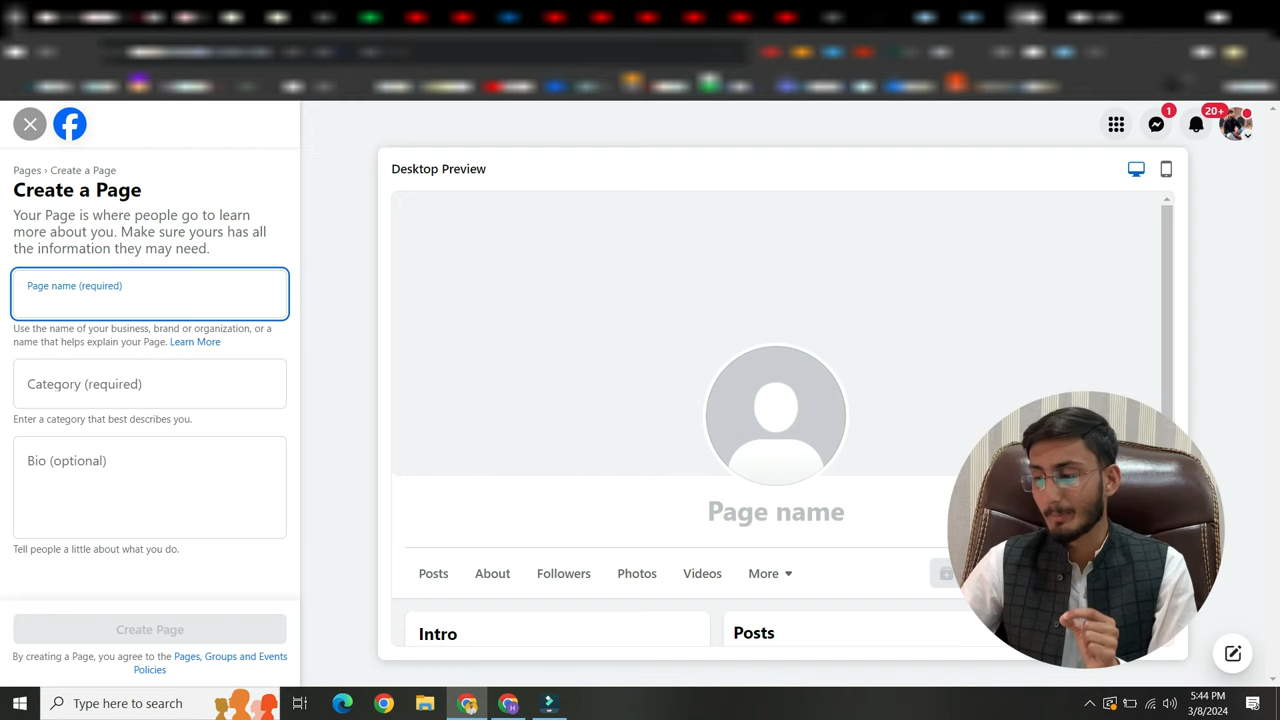 1
20+
Pages › Create a Page
Create a Page
Your Page is where people go to learn
more about you. Make sure yours has all
the information they may need.
Page name (required)
Use the name of your business, brand or organization, or a
name that helps explain your Page. Learn More
Category (required)
Enter a category that best describes you.
Bio (optional)
Tell people a little about what you do.
Create Page
By creating a Page, you agree to the Pages, Groups and Events
Policies
Desktop Preview
Page name
Posts About Followers Photos Videos More
Intro
Posts
Type here to search
5:44 PM
3/8/2024